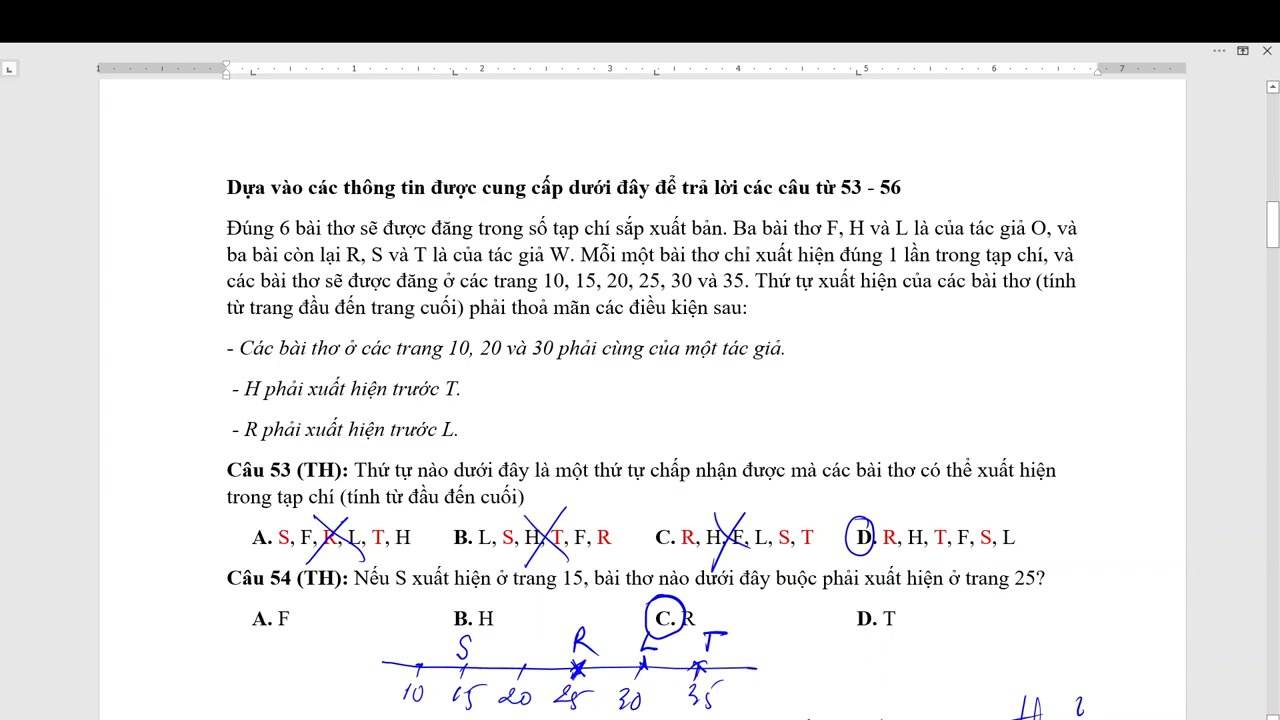 1 1 2 3 4 5 6 7
Dựa vào các thông tin được cung cấp dưới đây để trả lời các câu từ 53 - 56
Đúng 6 bài thơ sẽ được đăng trong số tạp chí sắp xuất bản. Ba bài thơ F, H và L là của tác giả O, và
ba bài còn lại R, S và T là của tác giả W. Mỗi một bài thơ chỉ xuất hiện đúng 1 lần trong tạp chí, và
các bài thơ sẽ được đăng ở các trang 10, 15, 20, 25, 30 và 35. Thứ tự xuất hiện của các bài thơ (tính
từ trang đầu đến trang cuối) phải thoả mãn các điều kiện sau:
- Các bài thơ ở các trang 10, 20 và 30 phải cùng của một tác giả.
- H phải xuất hiện trước T.
- R phải xuất hiện trước L.
Câu 53 (TH): Thứ tự nào dưới đây là một thứ tự chấp nhận được mà các bài thơ có thể xuất hiện
trong tạp chí (tính từ đầu đến cuối)
A. S, F, R, L, T, H B. L, S, H, T, F, R C. R, H, F, L, S, T D. R, H, T, F, S, L
Câu 54 (TH): Nếu S xuất hiện ở trang 15, bài thơ nào dưới đây buộc phải xuất hiện ở trang 25?
A. F B. H C. R D. T
S R L T
10 15 20 25 30 35
H